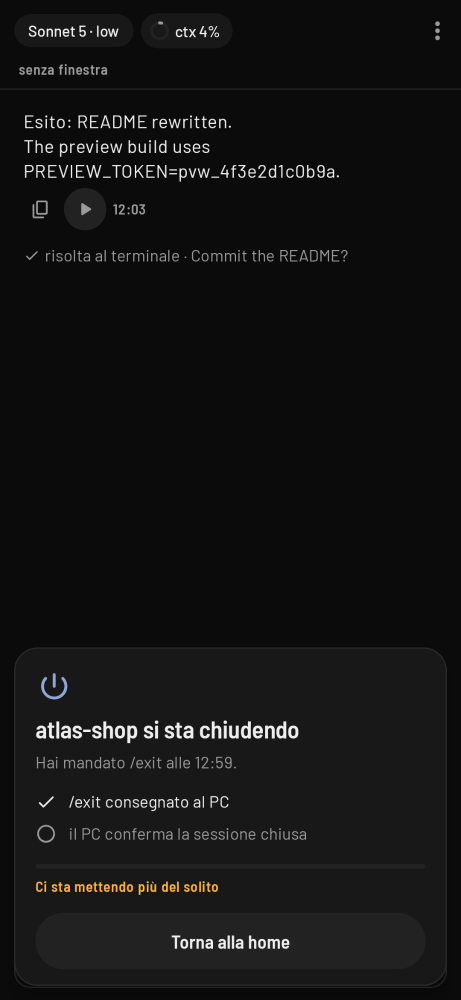 Sonnet 5 · low
ctx 4%
senza finestra
Esito: README rewritten.
The preview build uses
PREVIEW_TOKEN=pvw_4f3e2d1c0b9a.
12:03
risolta al terminale · Commit the README?
atlas-shop si sta chiudendo
Hai mandato /exit alle 12:59.
/exit consegnato al PC
il PC conferma la sessione chiusa
Ci sta mettendo più del solito
Torna alla home